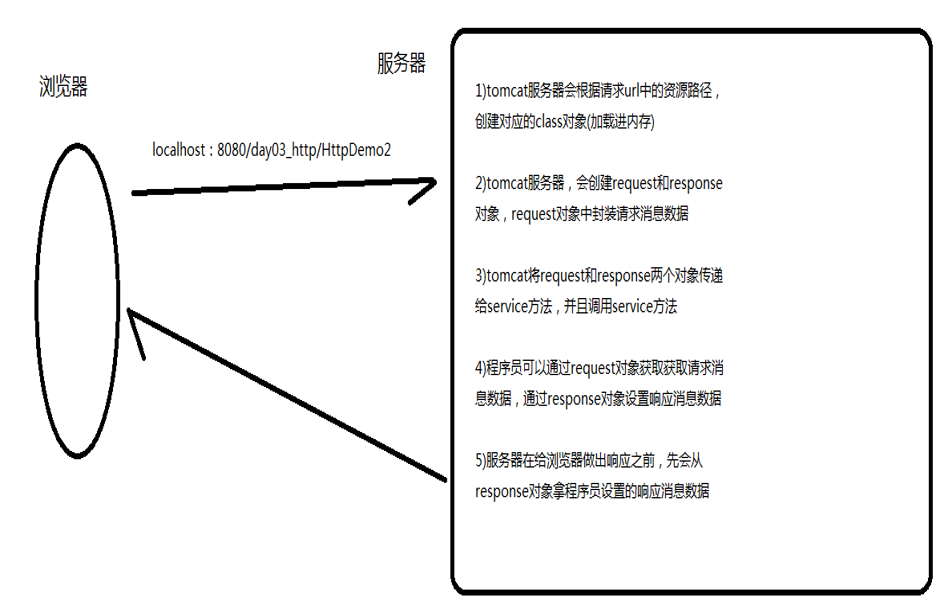 浏览器
服务器
localhost：8080/day03_http/HttpDemo2
1)tomcat服务器会根据请求url中的资源路径，
创建对应的class对象(加载进内存)
2)tomcat服务器，会创建request和response
对象，request对象中封装请求消息数据
3)tomcat将request和response两个对象传递
给service方法，并且调用service方法
4)程序员可以通过request对象获取获取请求消
息数据，通过response对象设置响应消息数据
5)服务器在给浏览器做出响应之前，先会从
response对象拿程序员设置的响应消息数据